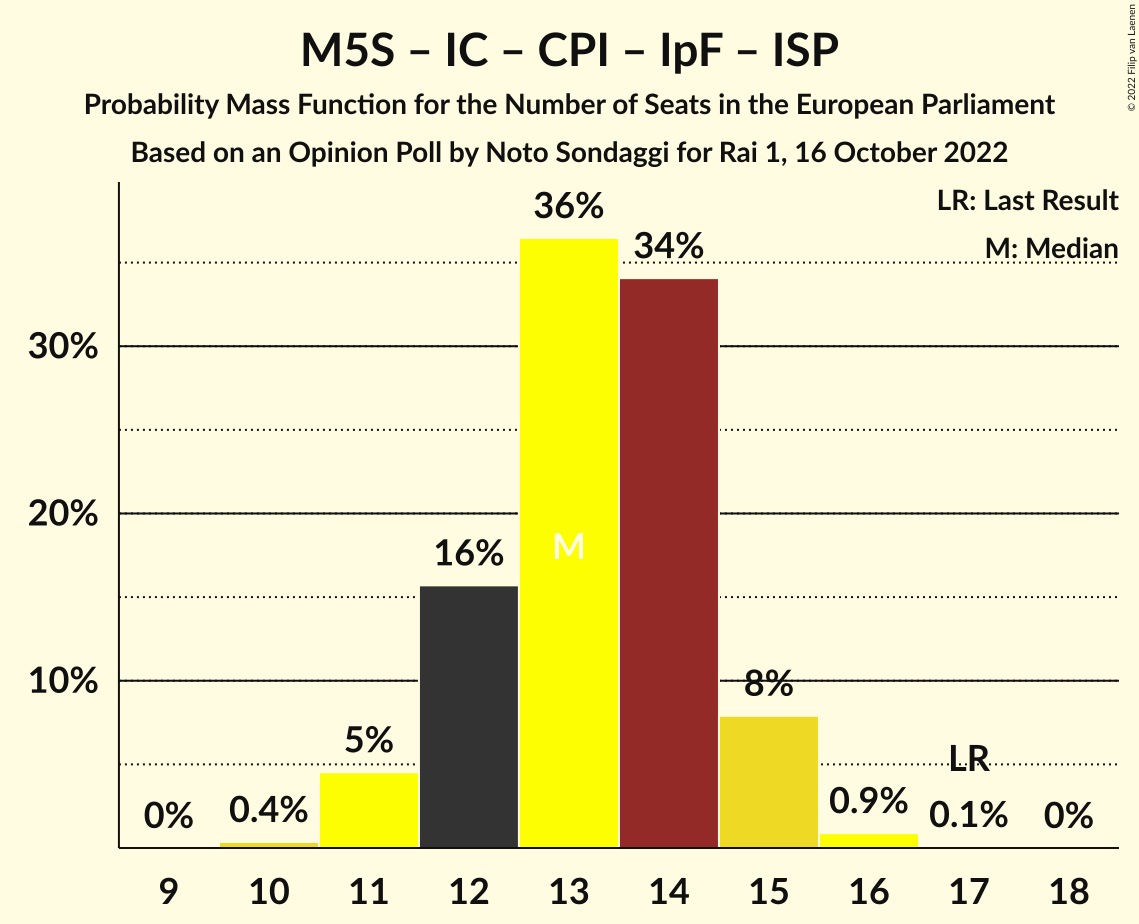 M5S – IC – CPI – IpF – ISP
Probability Mass Function for the Number of Seats in the European Parliament
Based on an Opinion Poll by Noto Sondaggi for Rai 1, 16 October 2022
© 2022 Filip van Laenen
LR: Last Result
M: Median
36%
34%
30%
20%
16%
M
10%
8%
5%
LR
0%
0.4%
0.9%
0.1%
0%
9 10 11 12 13 14 15 16 17 18